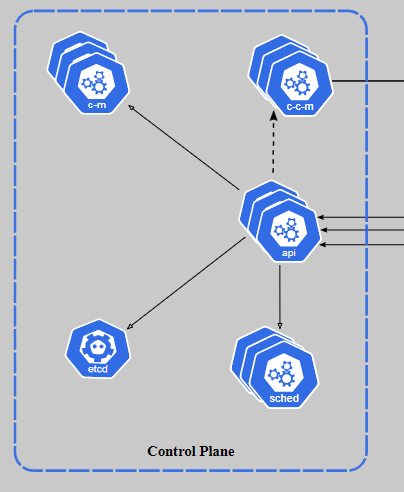 c-m
c-c-m
api
etcd
sched
Control Plane